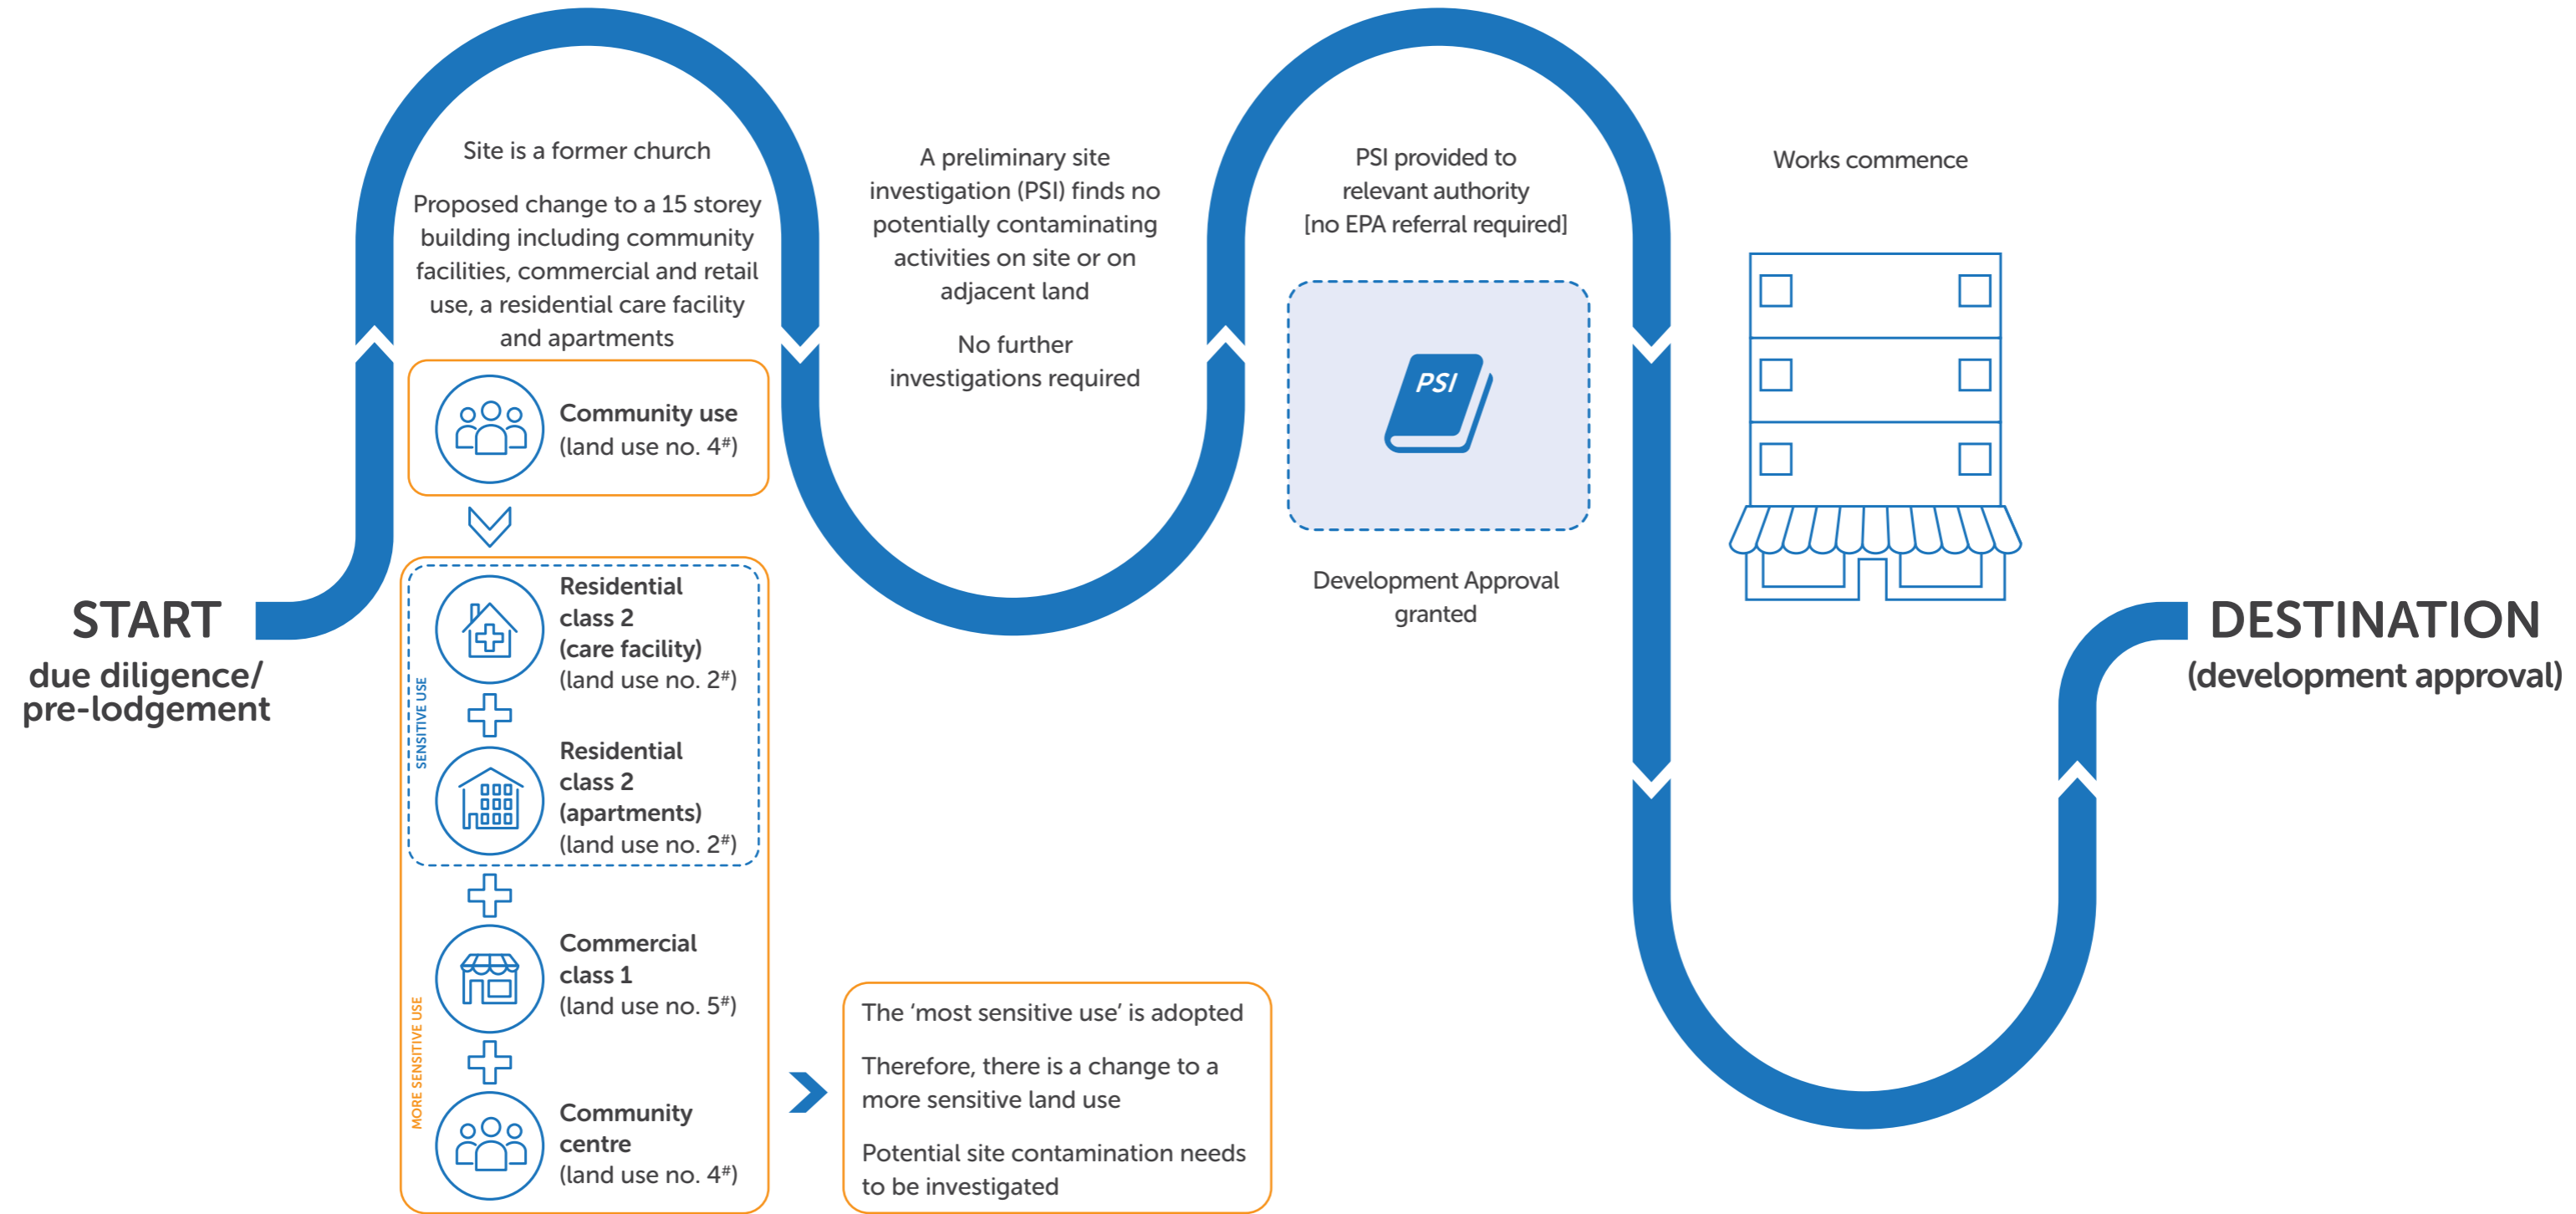 START
due diligence/
pre-lodgement
Site is a former church
Proposed change to a 15 storey
building including community
facilities, commercial and retail
use, a residential care facility
and apartments
Community use
(land use no. 4#)
SENSITIVE USE
Residential
class 2
(care facility)
(land use no. 2#)
Residential
class 2
(apartments)
(land use no. 2#)
MORE SENSITIVE USE
Commercial
class 1
(land use no. 5#)
Community
centre
(land use no. 4#)
The ‘most sensitive use’ is adopted
Therefore, there is a change to a
more sensitive land use
Potential site contamination needs
to be investigated
A preliminary site
investigation (PSI) finds no
potentially contaminating
activities on site or on
adjacent land
No further
investigations required
PSI provided to
relevant authority
[no EPA referral required]
PSI
Development Approval
granted
Works commence
DESTINATION
(development approval)